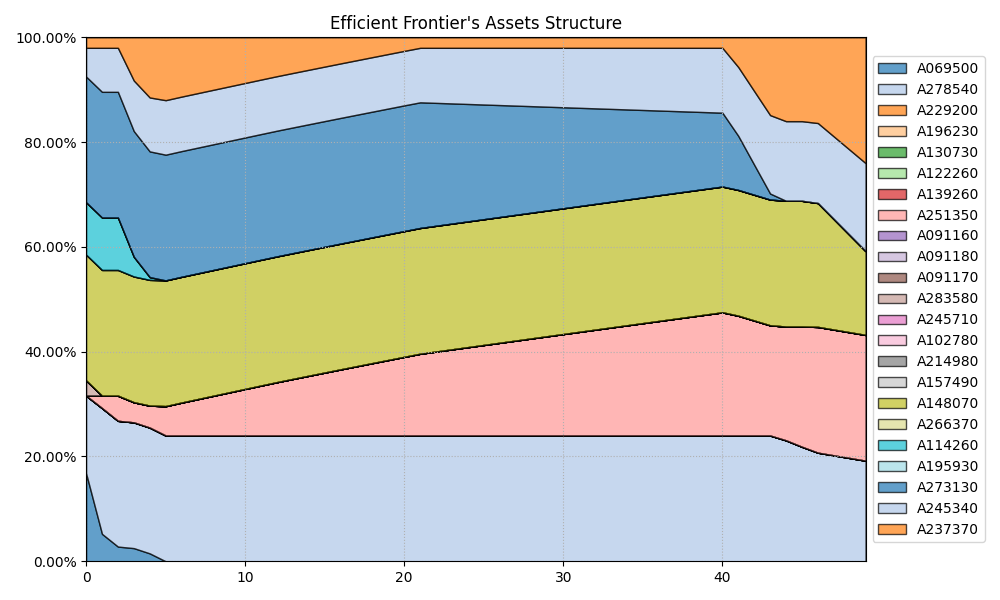 Efficient Frontier's Assets Structure
100.00%
80.00%
60.00%
40.00%
20.00%
0.00%
0
10
20
30
40
A069500
A278540
A229200
A196230
A130730
A122260
A139260
A251350
A091160
A091180
A091170
A283580
A245710
A102780
A214980
A157490
A148070
A266370
A114260
A195930
A273130
A245340
A237370